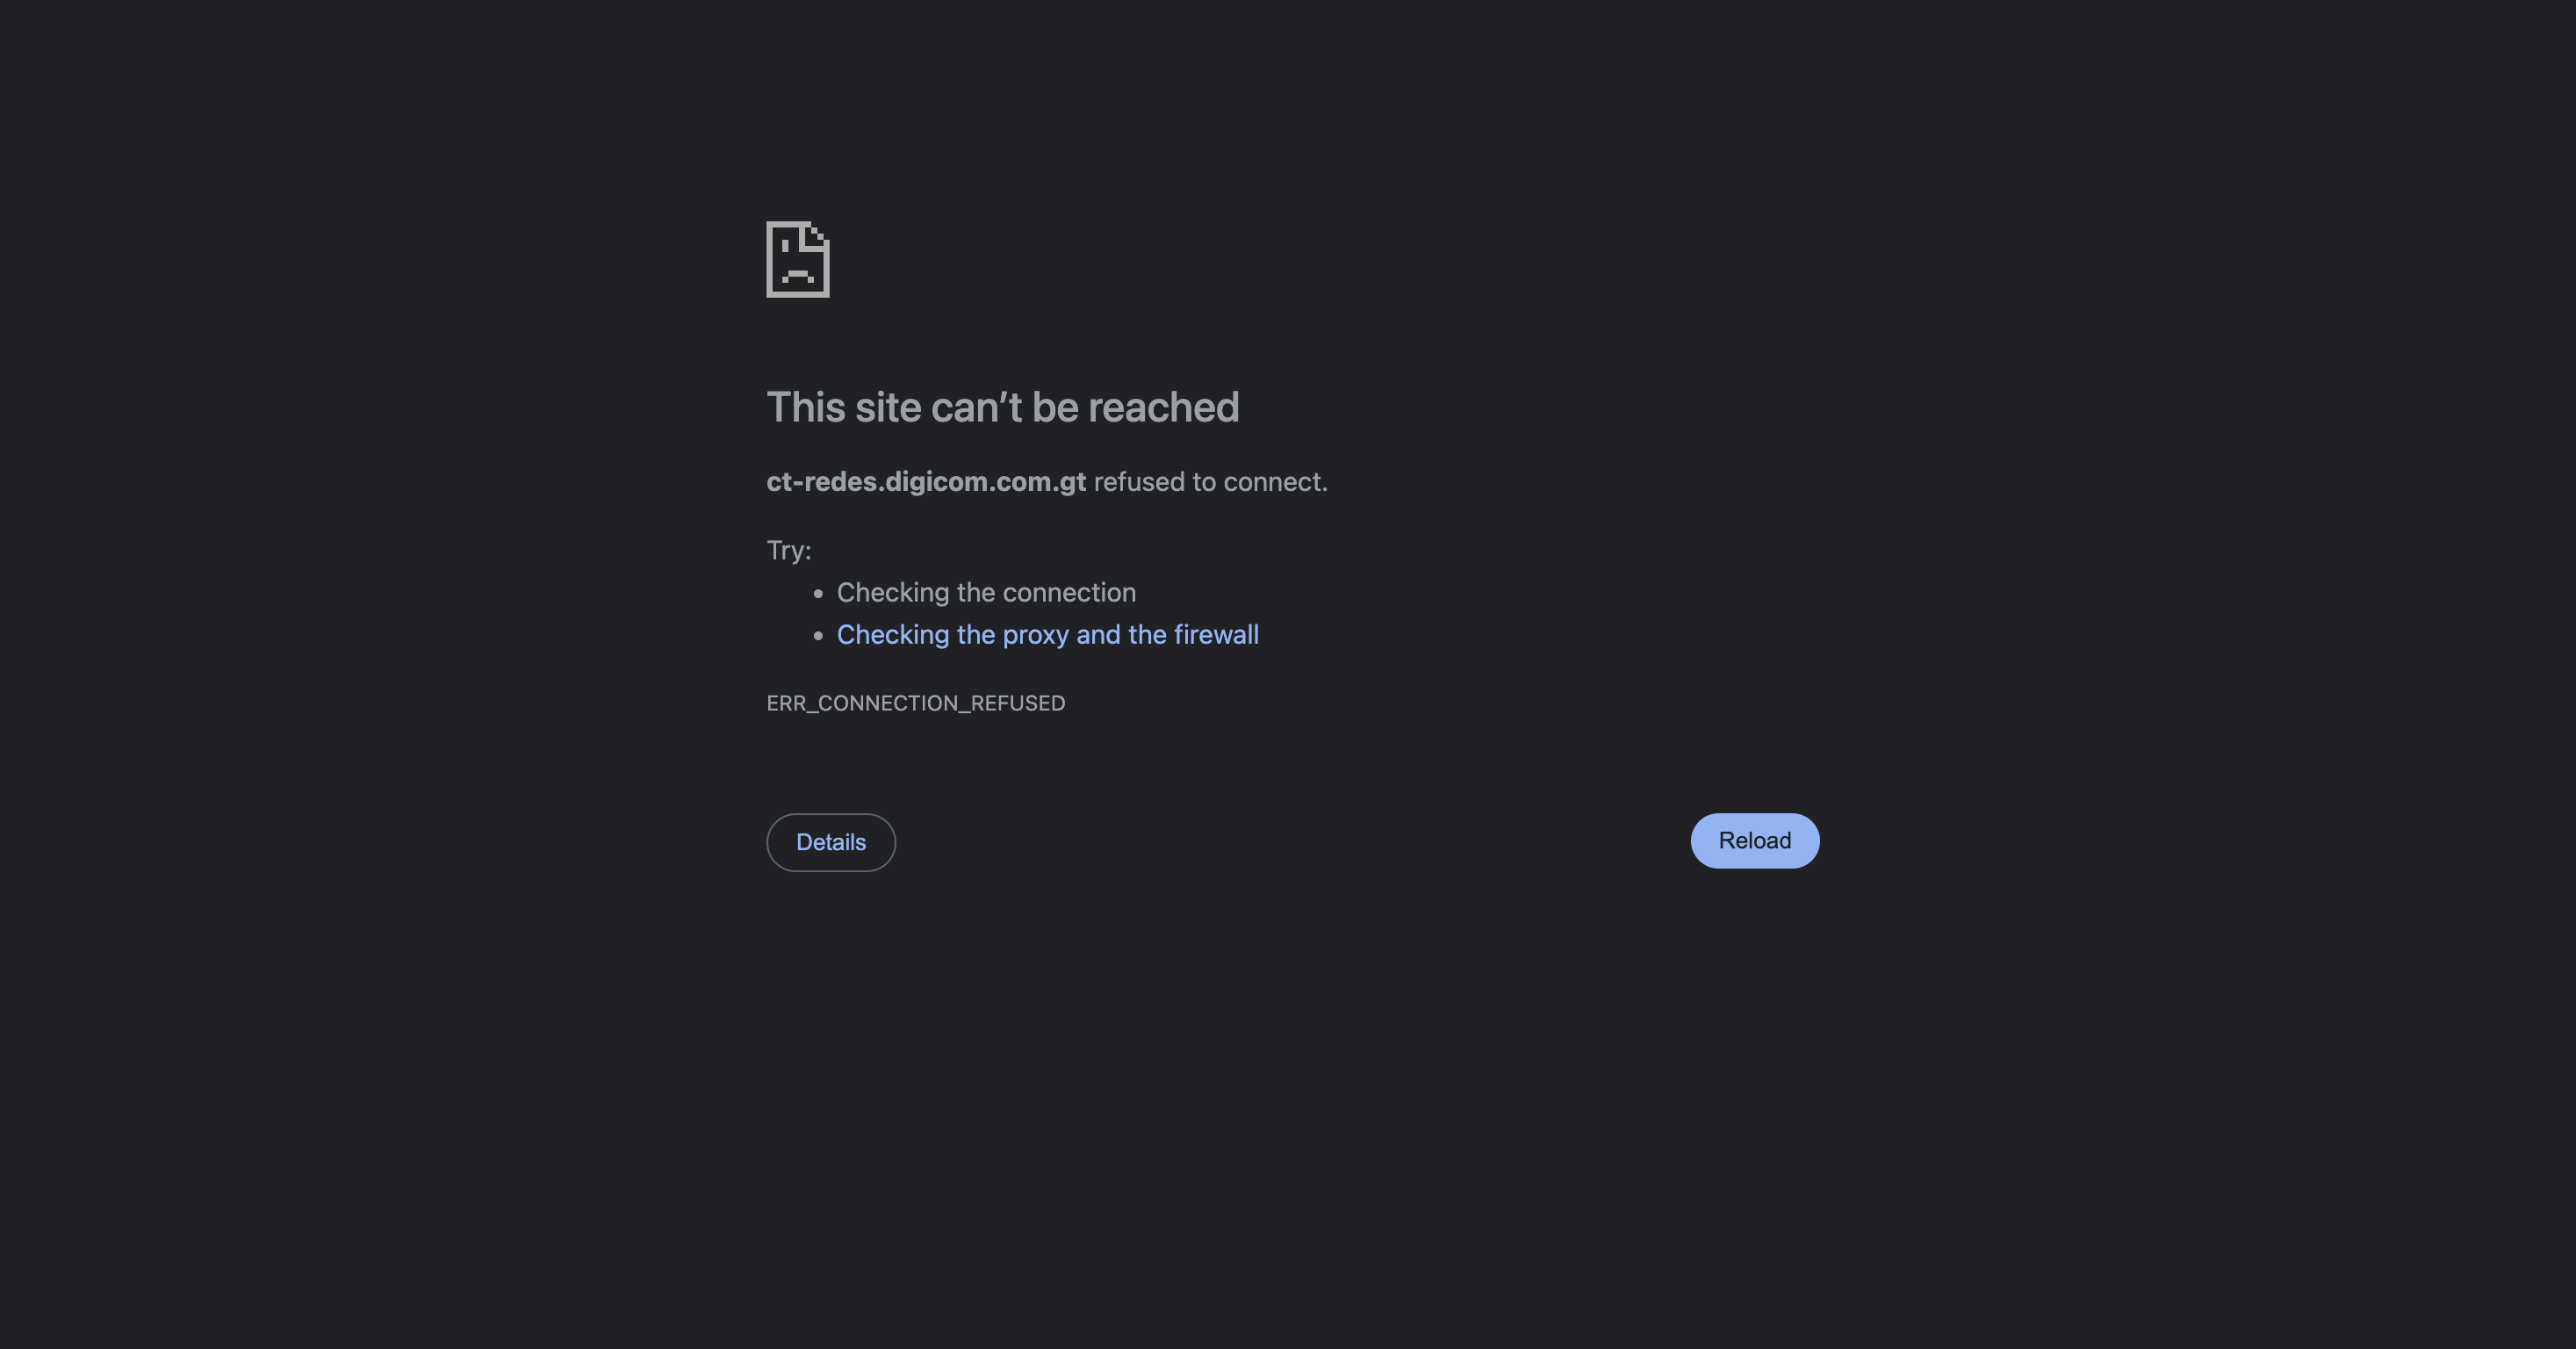 This site can’t be reached
ct-redes.digicom.com.gt refused to connect.
Try:
• Checking the connection
• Checking the proxy and the firewall
ERR_CONNECTION_REFUSED
Details
Reload